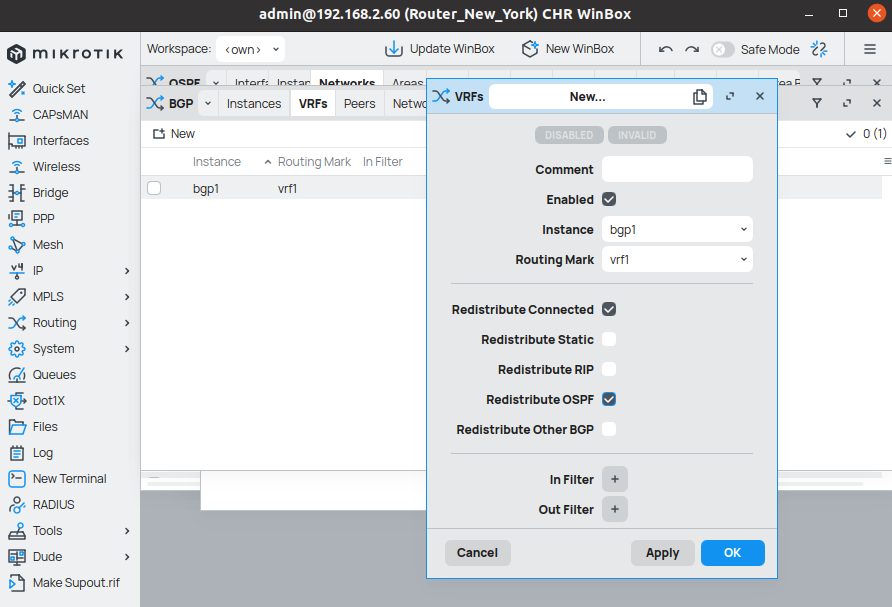 admin@192.168.2.60 (Router_New_York) CHR WinBox
MIKROTIK
Workspace: <own>
Update WinBox
New WinBox
Safe Mode
Quick Set
CAPsMAN
Interfaces
Wireless
Bridge
PPP
Mesh
IP
MPLS
Routing
System
Queues
Dot1X
Files
Log
New Terminal
RADIUS
Tools
Dude
Make Supout.rif
OSPF Interf Instan Networks Areas
BGP Instances VRFs Peers Netwo
New
0 (1)
Instance Routing Mark In Filter
bgp1 vrf1
VRFs New...
DISABLED INVALID
Comment
Enabled
Instance bgp1
Routing Mark vrf1
Redistribute Connected
Redistribute Static
Redistribute RIP
Redistribute OSPF
Redistribute Other BGP
In Filter +
Out Filter +
Cancel Apply OK